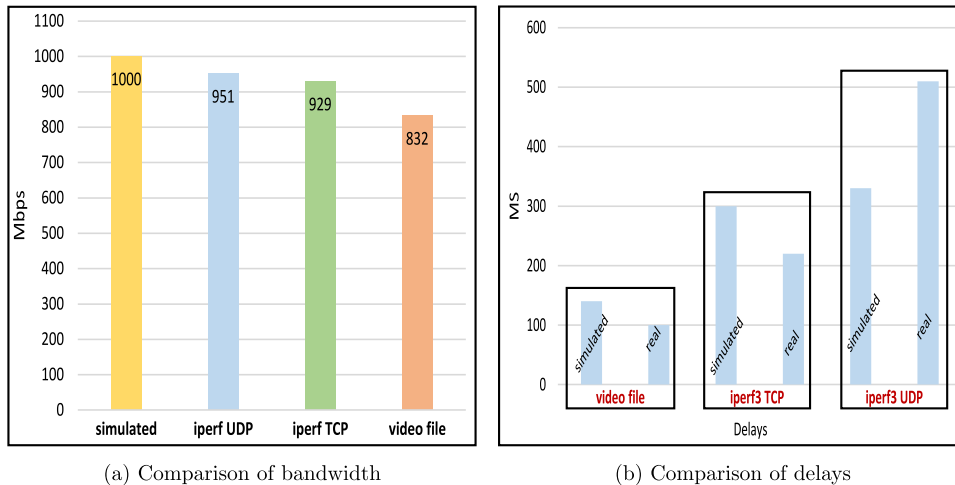 1100
1000
900
800
700
600
500
400
300
200
100
0
Mbps
1000
951
929
832
simulated
iperf UDP
iperf TCP
video file
(a) Comparison of bandwidth
600
500
400
300
200
100
0
MS
simulated
real
simulated
real
simulated
real
video file
iperf3 TCP
iperf3 UDP
Delays
(b) Comparison of delays